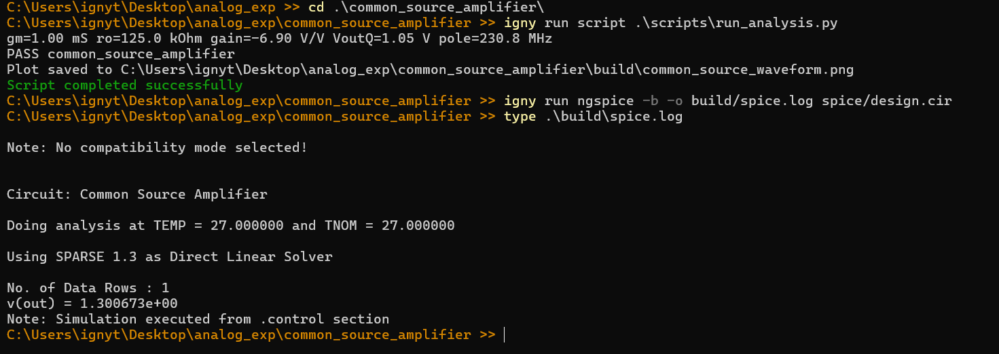 C:\Users\ignyt\Desktop\analog_exp >> cd .\common_source_amplifier\
C:\Users\ignyt\Desktop\analog_exp\common_source_amplifier >> igny run script .\scripts\run_analysis.py
gm=1.00 mS ro=125.0 kOhm gain=-6.90 V/V VoutQ=1.05 V pole=230.8 MHz
PASS common_source_amplifier
Plot saved to C:\Users\ignyt\Desktop\analog_exp\common_source_amplifier\build\common_source_waveform.png
Script completed successfully
C:\Users\ignyt\Desktop\analog_exp\common_source_amplifier >> igny run ngspice -b -o build/spice.log spice/design.cir
C:\Users\ignyt\Desktop\analog_exp\common_source_amplifier >> type .\build\spice.log
Note: No compatibility mode selected!
Circuit: Common Source Amplifier
Doing analysis at TEMP = 27.000000 and TNOM = 27.000000
Using SPARSE 1.3 as Direct Linear Solver
No. of Data Rows : 1
v(out) = 1.300673e+00
Note: Simulation executed from .control section
C:\Users\ignyt\Desktop\analog_exp\common_source_amplifier >>